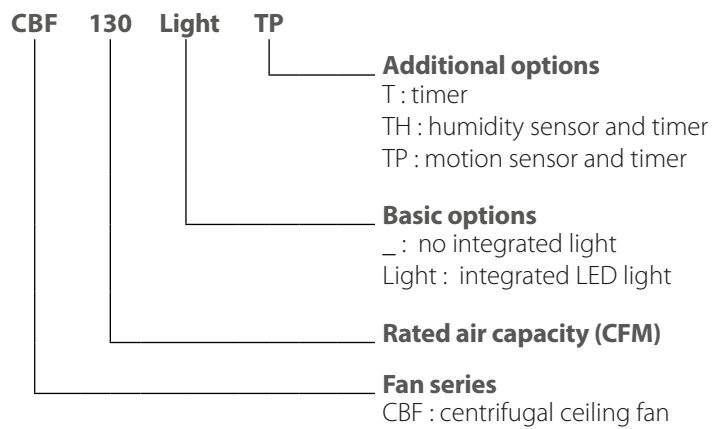 CBF 130 Light TP
Additional options
T : timer
TH : humidity sensor and timer
TP : motion sensor and timer
Basic options
_ : no integrated light
Light : integrated LED light
Rated air capacity (CFM)
Fan series
CBF : centrifugal ceiling fan